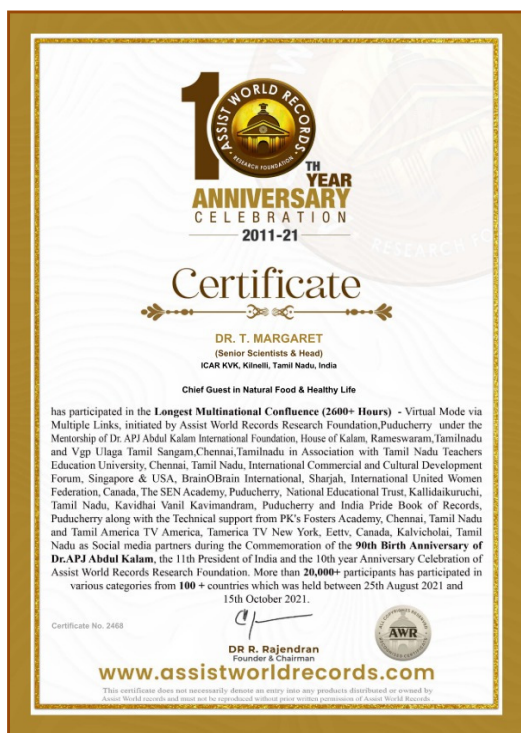 10
ASSIST WORLD RECORDS
RESEARCH FOUNDATION
TH
YEAR
ANNIVERSARY
CELEBRATION
2011-21
RESEARCH FO
Certificate
DR. T. MARGARET
(Senior Scientists & Head)
ICAR KVK, Kilnelli, Tamil Nadu, India
Chief Guest in Natural Food & Healthy Life
has participated in the Longest Multinational Confluence (2600+ Hours) - Virtual Mode via
Multiple Links, initiated by Assist World Records Research Foundation,Puducherry under the
Mentorship of Dr. APJ Abdul Kalam International Foundation, House of Kalam, Rameswaram,Tamilnadu
and Vgp Ulaga Tamil Sangam,Chennai,Tamilnadu in Association with Tamil Nadu Teachers
Education University, Chennai, Tamil Nadu, International Commercial and Cultural Development
Forum, Singapore & USA, BrainOBrain International, Sharjah, International United Women
Federation, Canada, The SEN Academy, Puducherry, National Educational Trust, Kallidaikuruchi,
Tamil Nadu, Kavidhai Vanil Kavimandram, Puducherry and India Pride Book of Records,
Puducherry along with the Technical support from PK's Fosters Academy, Chennai, Tamil Nadu
and Tamil America TV America, Tamerica TV New York, Eettv, Canada, Kalvicholai, Tamil
Nadu as Social media partners during the Commemoration of the 90th Birth Anniversary of
Dr.APJ Abdul Kalam, the 11th President of India and the 10th year Anniversary Celebration of
Assist World Records Research Foundation. More than 20,000+ participants has participated in
various categories from 100 + countries which was held between 25th August 2021 and
15th October 2021.
Certificate No. 2468
AWR
DR R. Rajendran
Founder & Chairman
www.assistworldrecords.com
This certificate does not necessarily denote an entry into any products distributed or owned by
Assist World records and must not be reproduced without prior written permission of Assist World Records